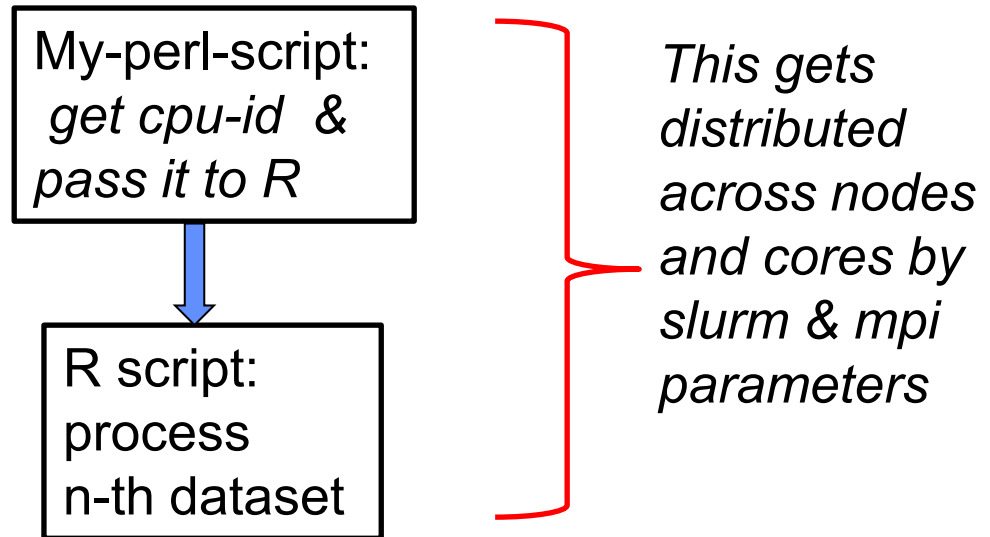 My-perl-script:
get cpu-id & 
pass it to R
R script:
process
n-th dataset
This gets
distributed
across nodes
and cores by
slurm & mpi
parameters